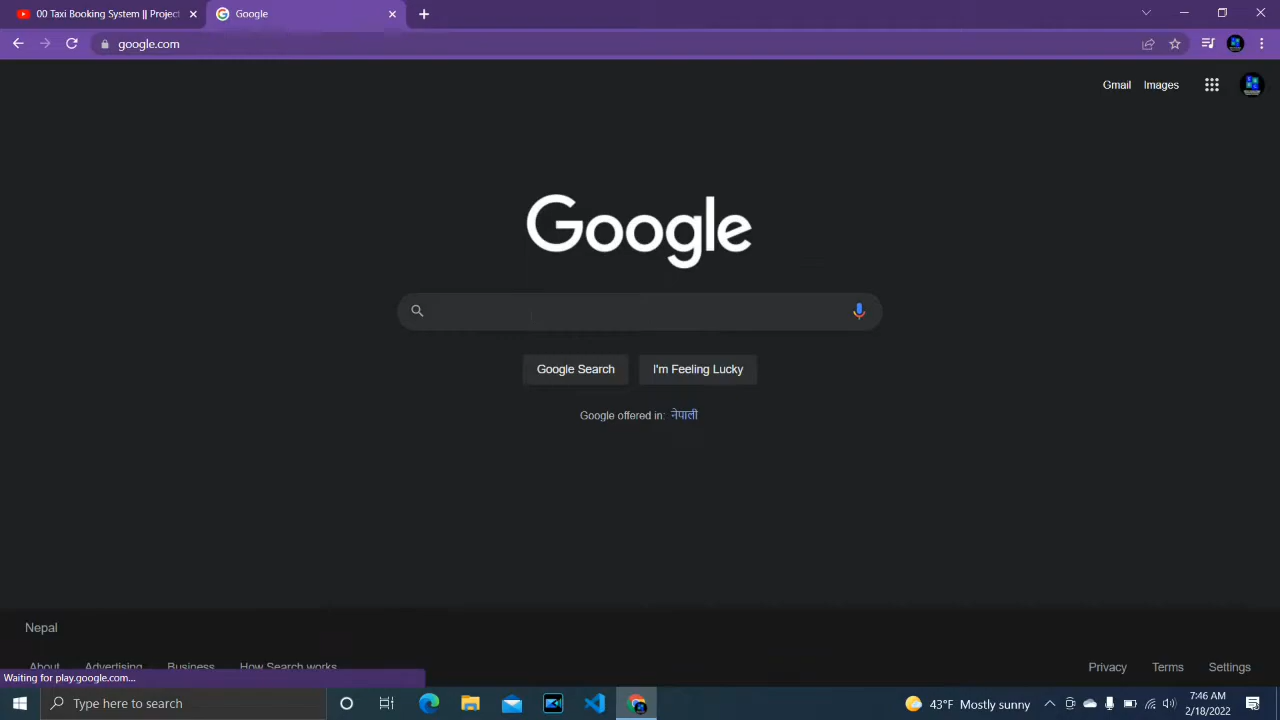 00 Taxi Booking System || Project
Google
google.com
Gmail Images
Google
Google Search I'm Feeling Lucky
Google offered in: नेपाली
Nepal
About Advertising Business How Search works
Privacy Terms Settings
Waiting for play.google.com...
Type here to search
43°F Mostly sunny
7:46 AM
2/18/2022